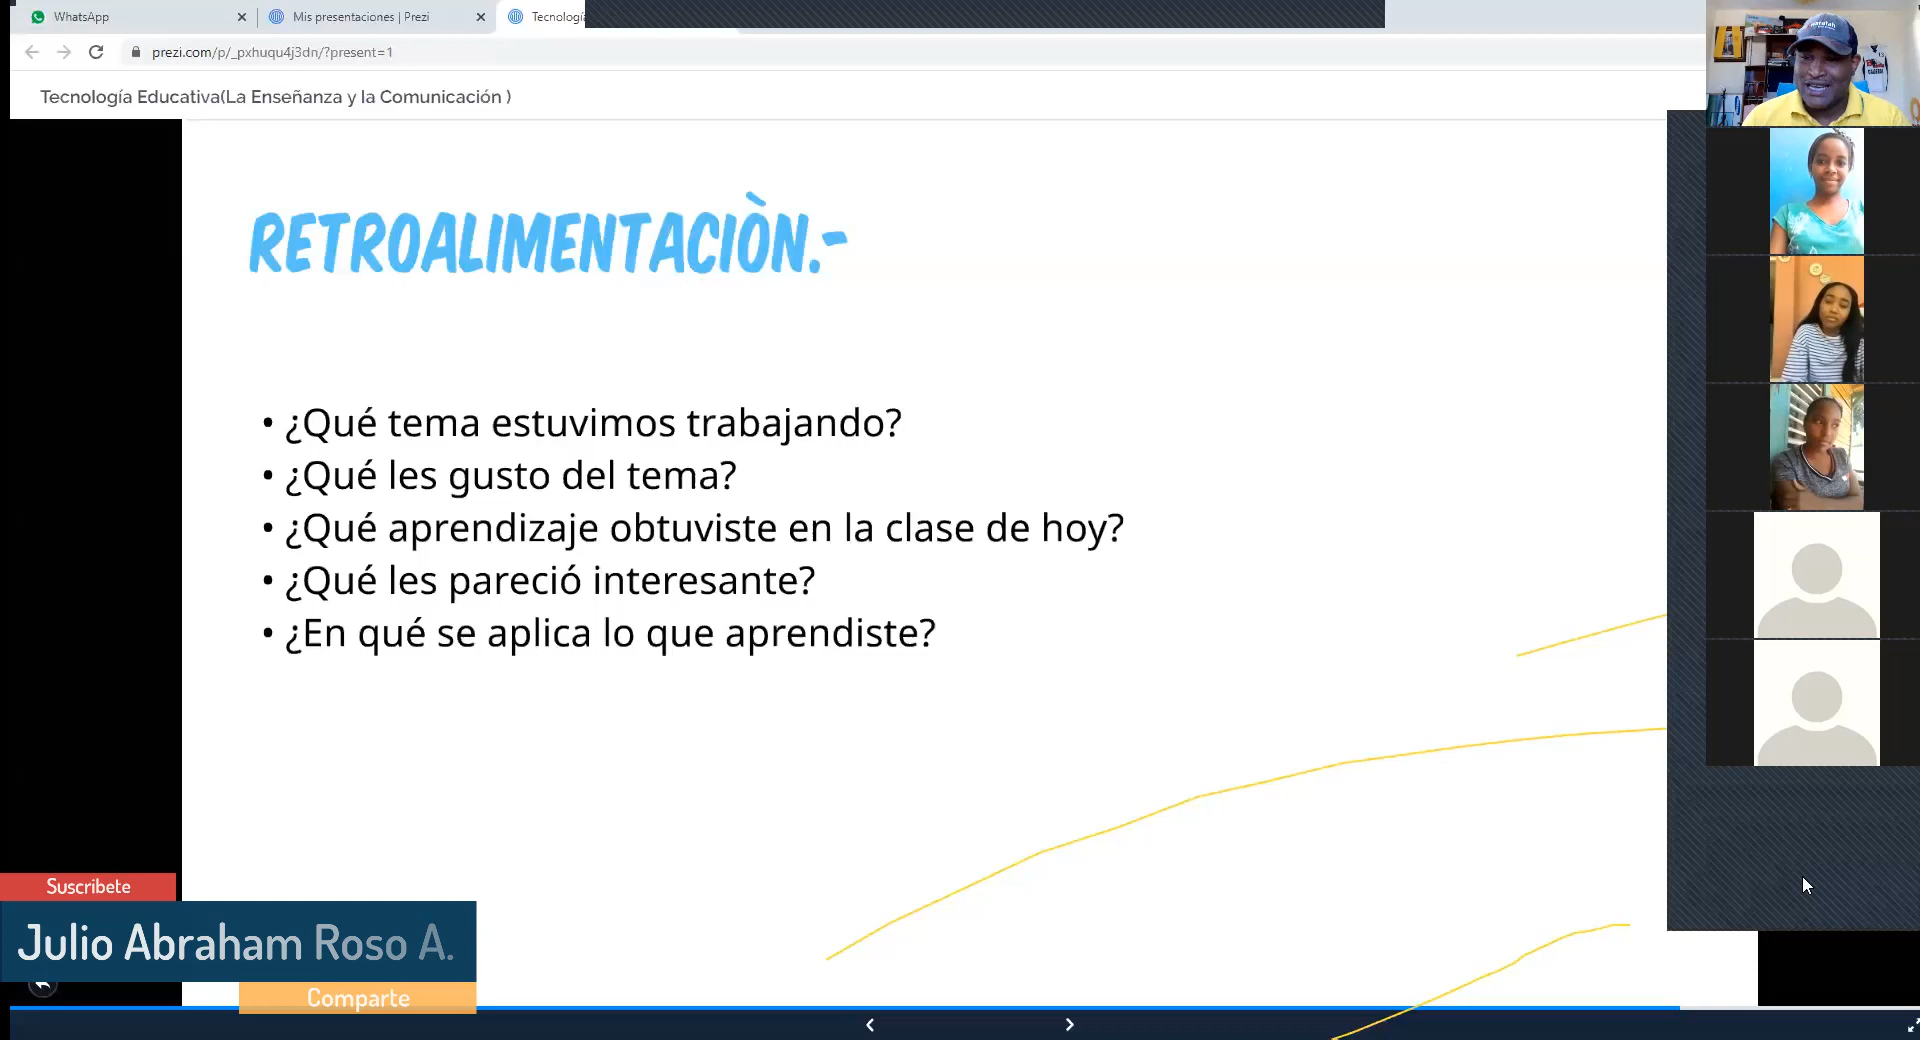 WhatsApp
Mis presentaciones | Prezi
Tecnología
prezi.com/p/_pxhuqu4j3dn/?present=1
Tecnología Educativa(La Enseñanza y la Comunicación )
RETROALIMENTACIÒN.-
• ¿Qué tema estuvimos trabajando?
• ¿Qué les gusto del tema?
• ¿Qué aprendizaje obtuviste en la clase de hoy?
• ¿Qué les pareció interesante?
• ¿En qué se aplica lo que aprendiste?
Suscribete
Julio Abraham Roso A.
Comparte